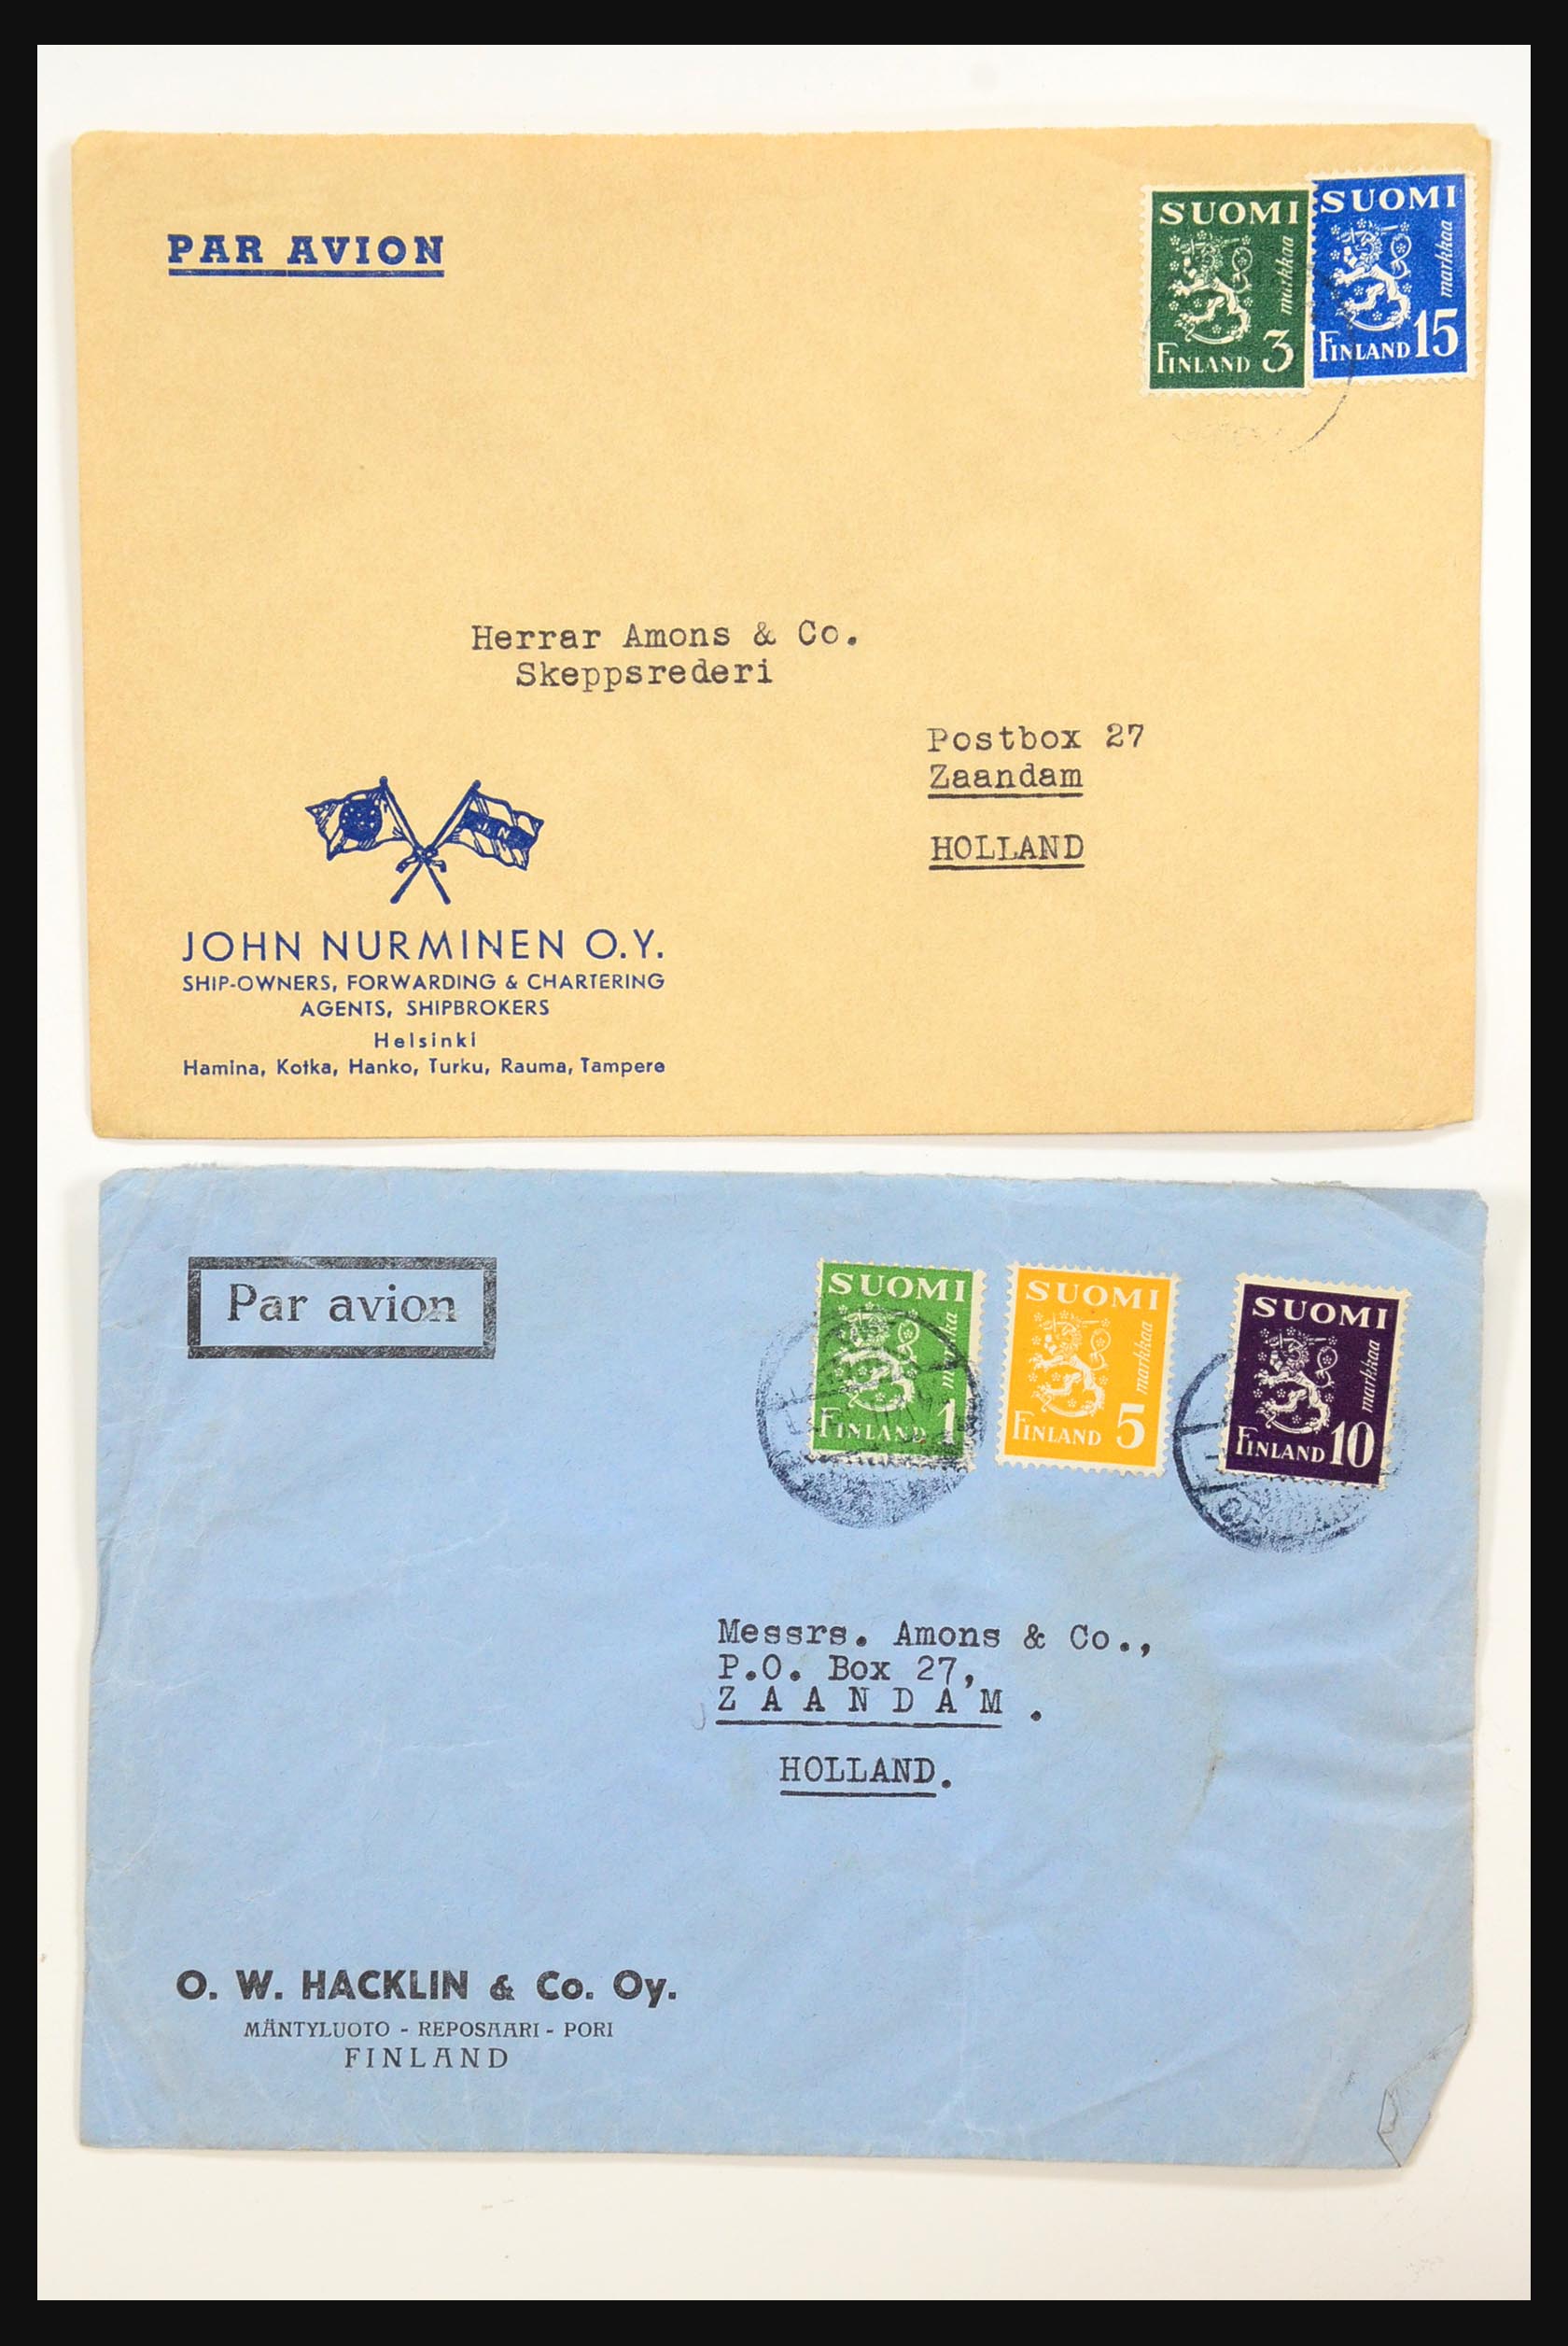 PAR AVION
SUOMI
markkaa
FINLAND 3
SUOMI
markkaa
FINLAND 15
Herrar Amons & Co.
Skeppsrederi
Postbox 27
Zaandam
HOLLAND
JOHN NURMINEN O.Y.
SHIP-OWNERS, FORWARDING & CHARTERING
AGENTS, SHIPBROKERS
Helsinki
Hamina, Kotka, Hanko, Turku, Rauma, Tampere
Par avion
SUOMI
markka
FINLAND 1
SUOMI
markkaa
FINLAND 5
SUOMI
markkaa
FINLAND 10
Messrs. Amons & Co.,
P.O. Box 27,
Z A A N D A M .
HOLLAND.
O. W. HACKLIN & Co. Oy.
MÄNTYLUOTO - REPOSAARI - PORI
FINLAND